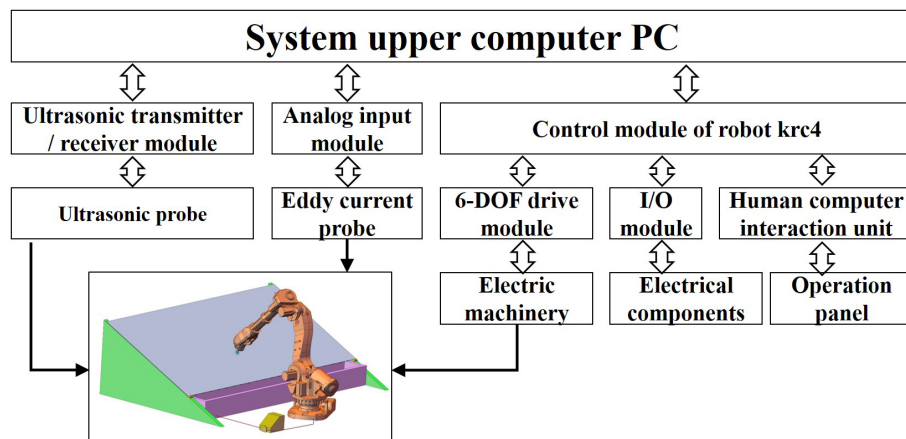 System upper computer PC
Ultrasonic transmitter
/ receiver module
Analog input
module
Control module of robot krc4
Ultrasonic probe
Eddy current
probe
6-DOF drive
module
I/O
module
Human computer
interaction unit
Electric
machinery
Electrical
components
Operation
panel